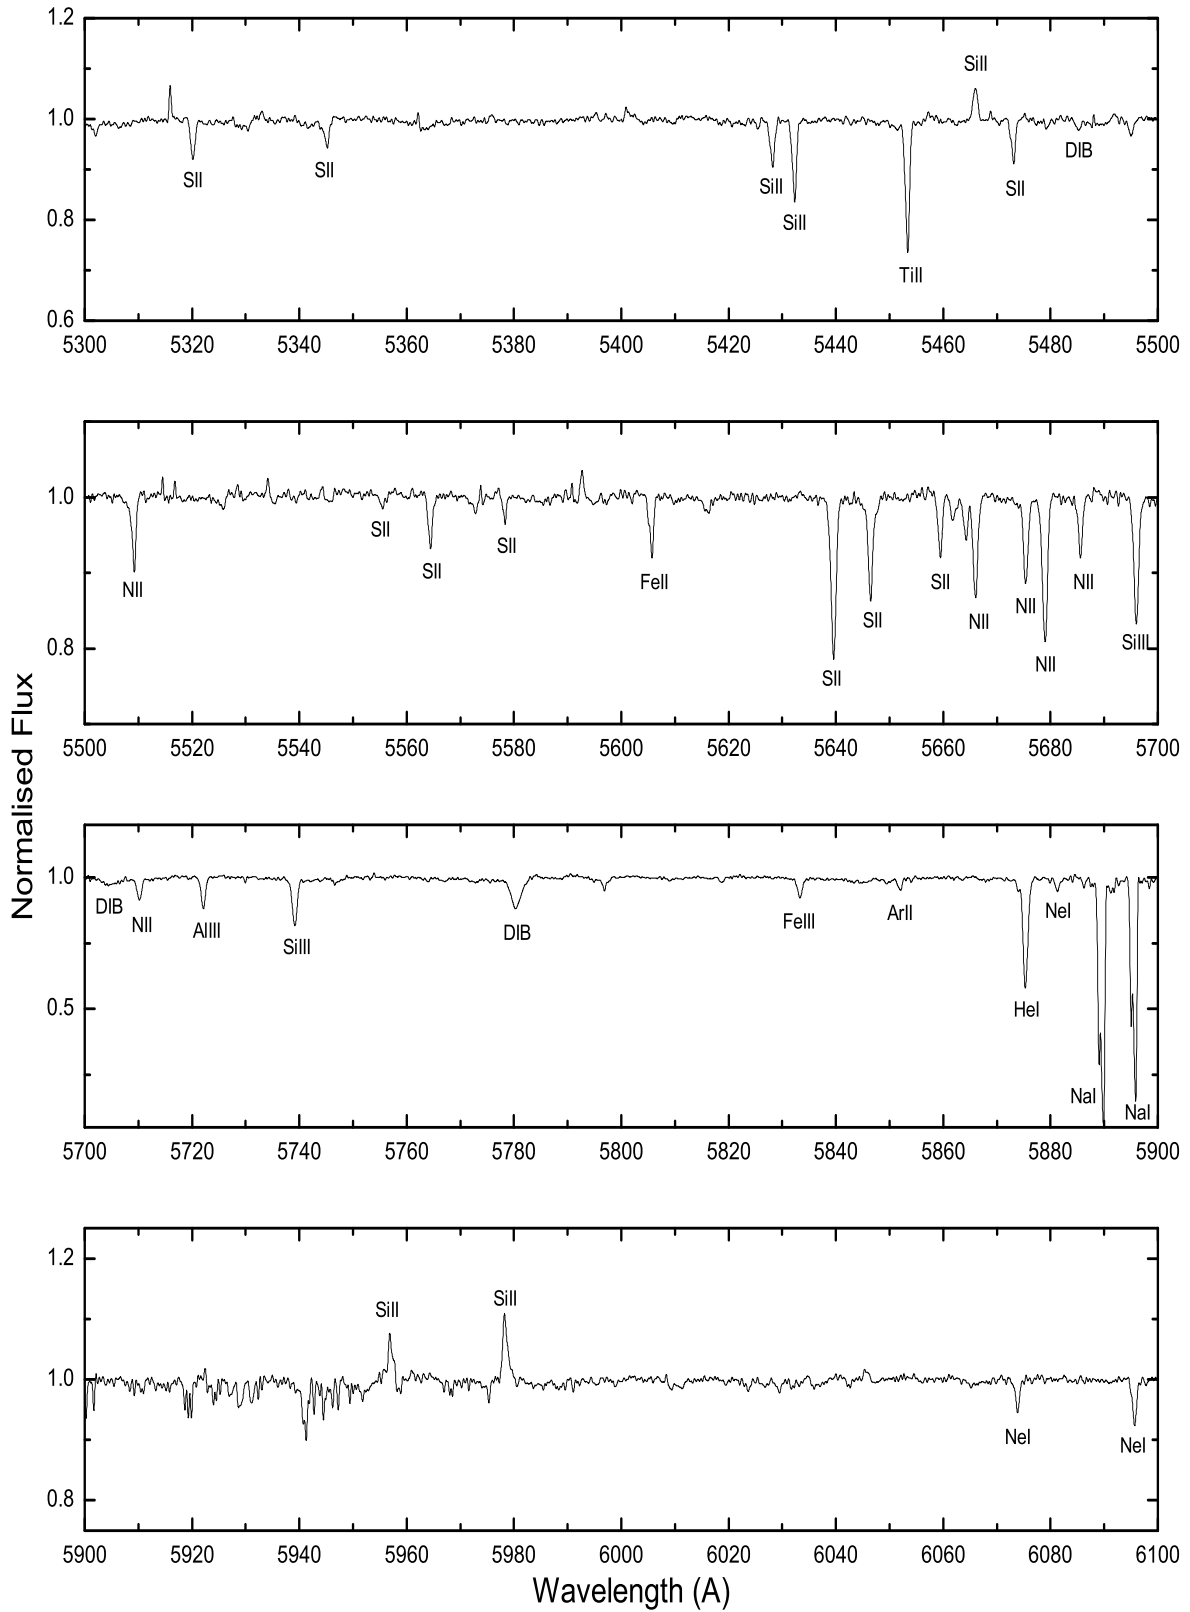 1.2
SiII
1.0
DIB
SII
SII
SiII
SII
SiII
0.8
TiII
0.6
5300 5320 5340 5360 5380 5400 5420 5440 5460 5480 5500
1.0
SII
SII
SII
FeII
SII
NII
NII
NII
SII
NII
SiIII
0.8
NII
SII
5500 5520 5540 5560 5580 5600 5620 5640 5660 5680 5700
Normalised Flux
1.0
DIB
NII
AlIII
SiIII
DIB
FeIII
ArII
NeI
0.5
HeI
NaI
NaI
5700 5720 5740 5760 5780 5800 5820 5840 5860 5880 5900
1.2
SiII
SiII
1.0
NeI
NeI
0.8
5900 5920 5940 5960 5980 6000 6020 6040 6060 6080 6100
Wavelength (A)